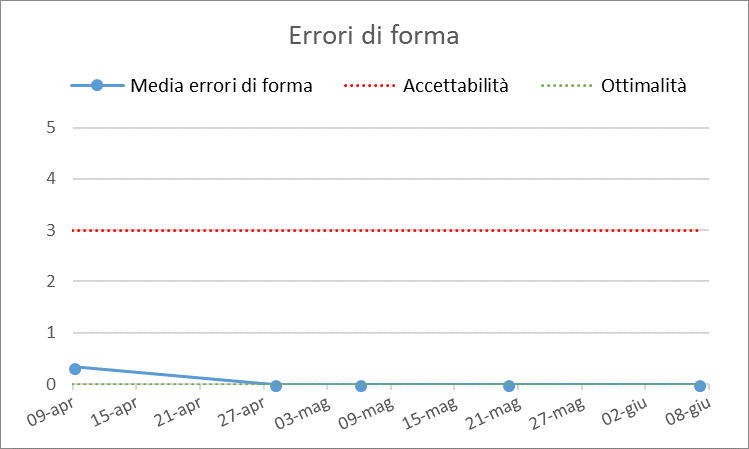 Errori di forma
Media errori di forma Accettabilità Ottimalità
5
4
3
2
1
0
09-apr 15-apr 21-apr 27-apr 03-mag 09-mag 15-mag 21-mag 27-mag 02-giu 08-giu